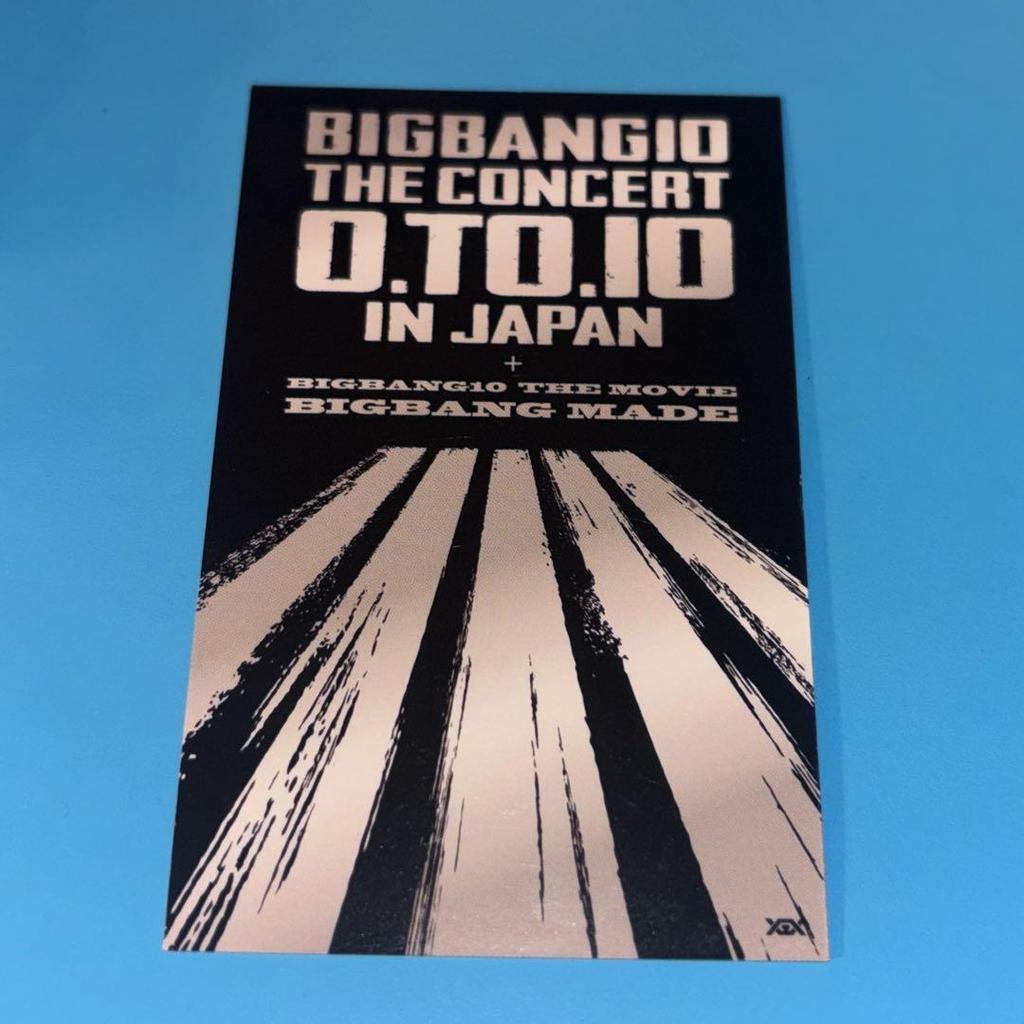 BIGBANG10
THE CONCERT
0.TO.10
IN JAPAN
+
BIGBANG10 THE MOVIE
BIGBANG MADE